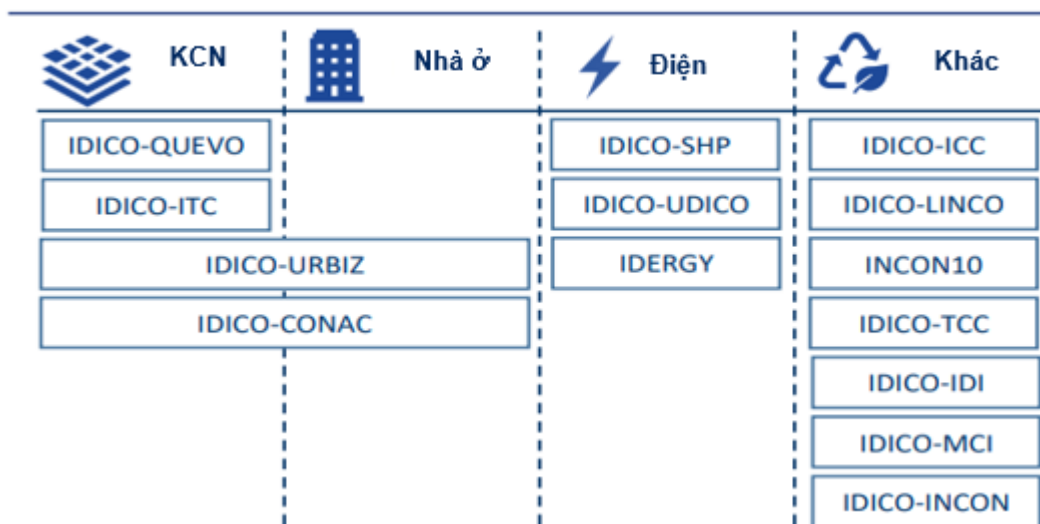 KCN
Nhà ở
Điện
Khác
IDICO-QUEVO
IDICO-SHP
IDICO-ICC
IDICO-ITC
IDICO-UDICO
IDICO-LINCO
IDICO-URBIZ
IDERGY
INCON10
IDICO-CONAC
IDICO-TCC
IDICO-IDI
IDICO-MCI
IDICO-INCON